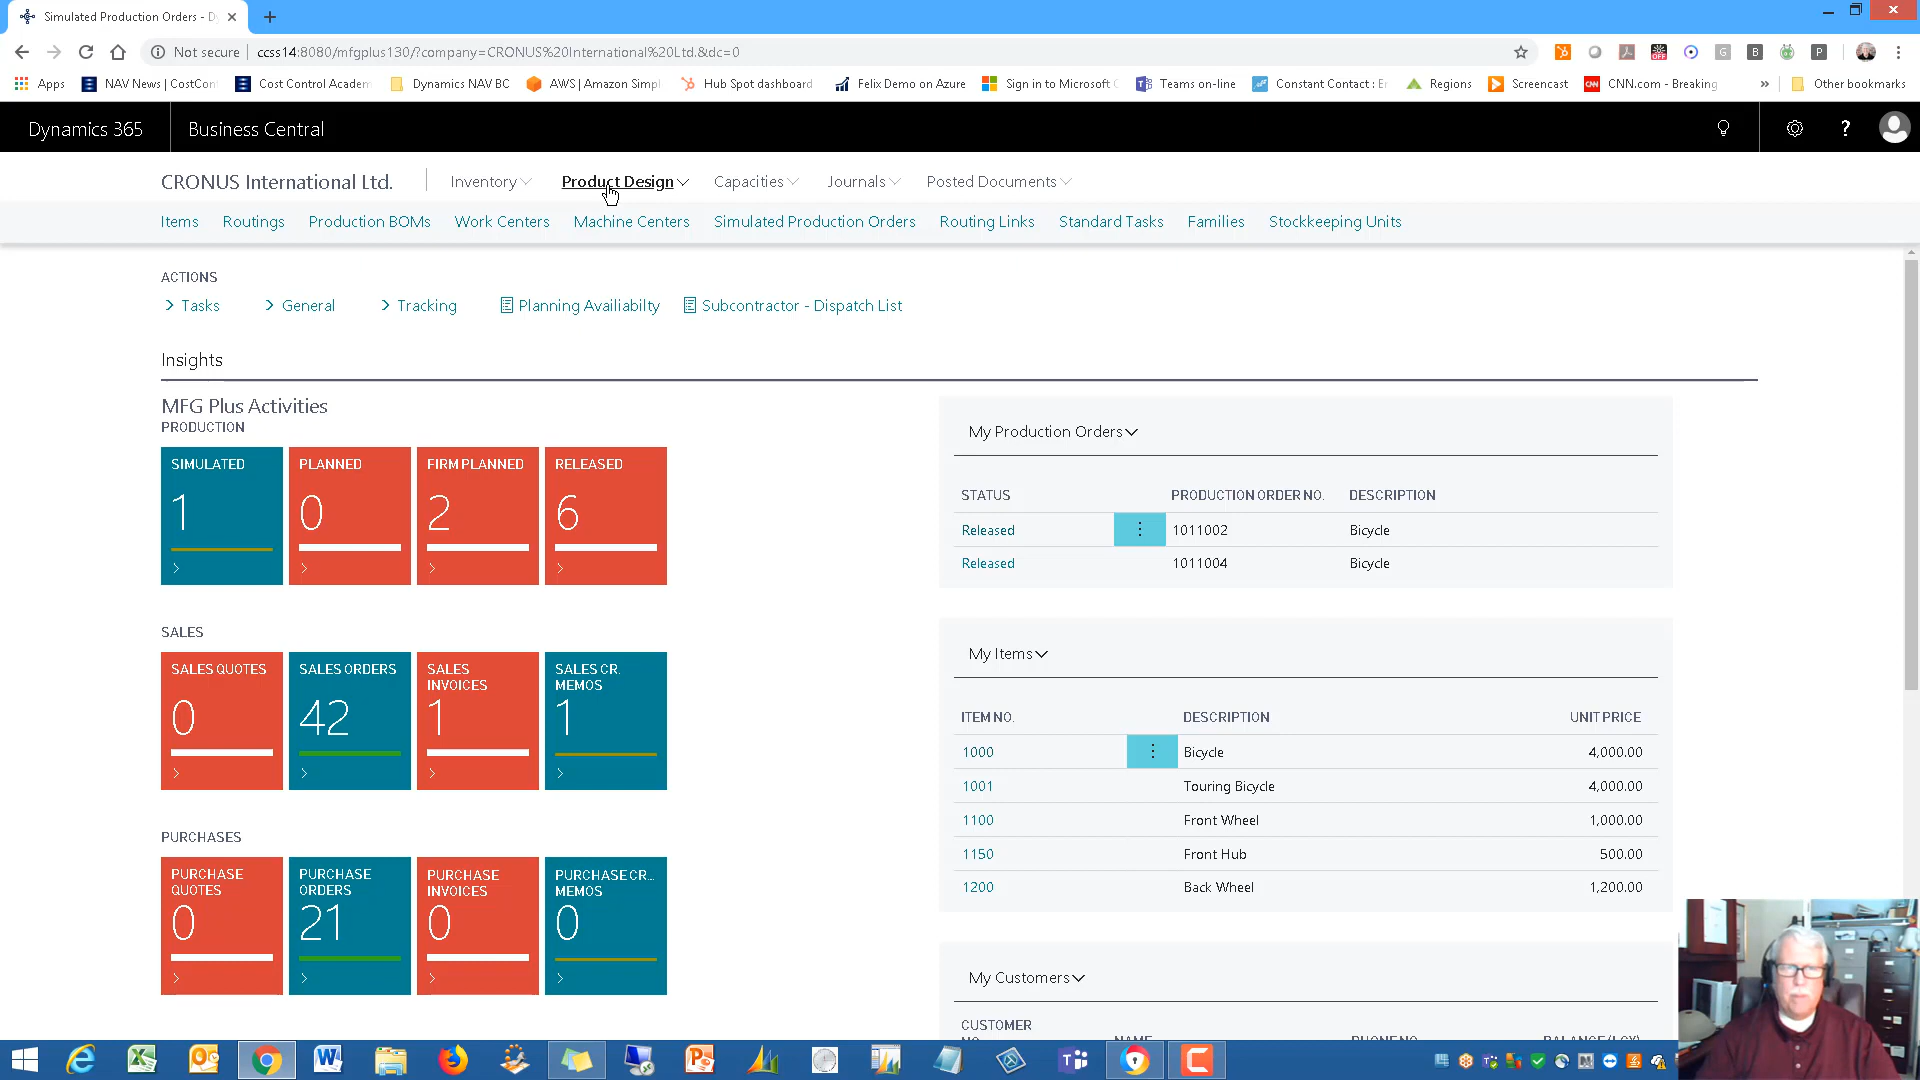 Simulated Production Orders - D
Not secure
ccss14:8080/mfgplus130/?company=CRONUS%20International%20Ltd.&dc=0
Apps
NAV News | CostCon
Cost Control Academ
Dynamics NAV BC
AWS | Amazon Simpl
Hub Spot dashboard
Felix Demo on Azure
Sign in to Microsoft C
Teams on-line
Constant Contact : Er
Regions
Screencast
CNN.com - Breaking
»
Other bookmarks
Dynamics 365
Business Central
?
CRONUS International Ltd.
Inventory
Product Design
Capacities
Journals
Posted Documents
Items
Routings
Production BOMs
Work Centers
Machine Centers
Simulated Production Orders
Routing Links
Standard Tasks
Families
Stockkeeping Units
ACTIONS
Tasks
General
Tracking
Planning Availiabilty
Subcontractor - Dispatch List
Insights
MFG Plus Activities
PRODUCTION
SIMULATED
1
PLANNED
0
FIRM PLANNED
2
RELEASED
6
SALES
SALES QUOTES
0
SALES ORDERS
42
SALES
INVOICES
1
SALES CR.
MEMOS
1
PURCHASES
PURCHASE
QUOTES
0
PURCHASE
ORDERS
21
PURCHASE
INVOICES
0
PURCHASE CR...
MEMOS
0
My Production Orders
STATUS PRODUCTION ORDER NO. DESCRIPTION
Released 1011002 Bicycle
Released 1011004 Bicycle
My Items
ITEM NO. DESCRIPTION UNIT PRICE
1000 Bicycle 4,000.00
1001 Touring Bicycle 4,000.00
1100 Front Wheel 1,000.00
1150 Front Hub 500.00
1200 Back Wheel 1,200.00
My Customers
CUSTOMER
NAME PHONE NO. BALANCE (LCY)